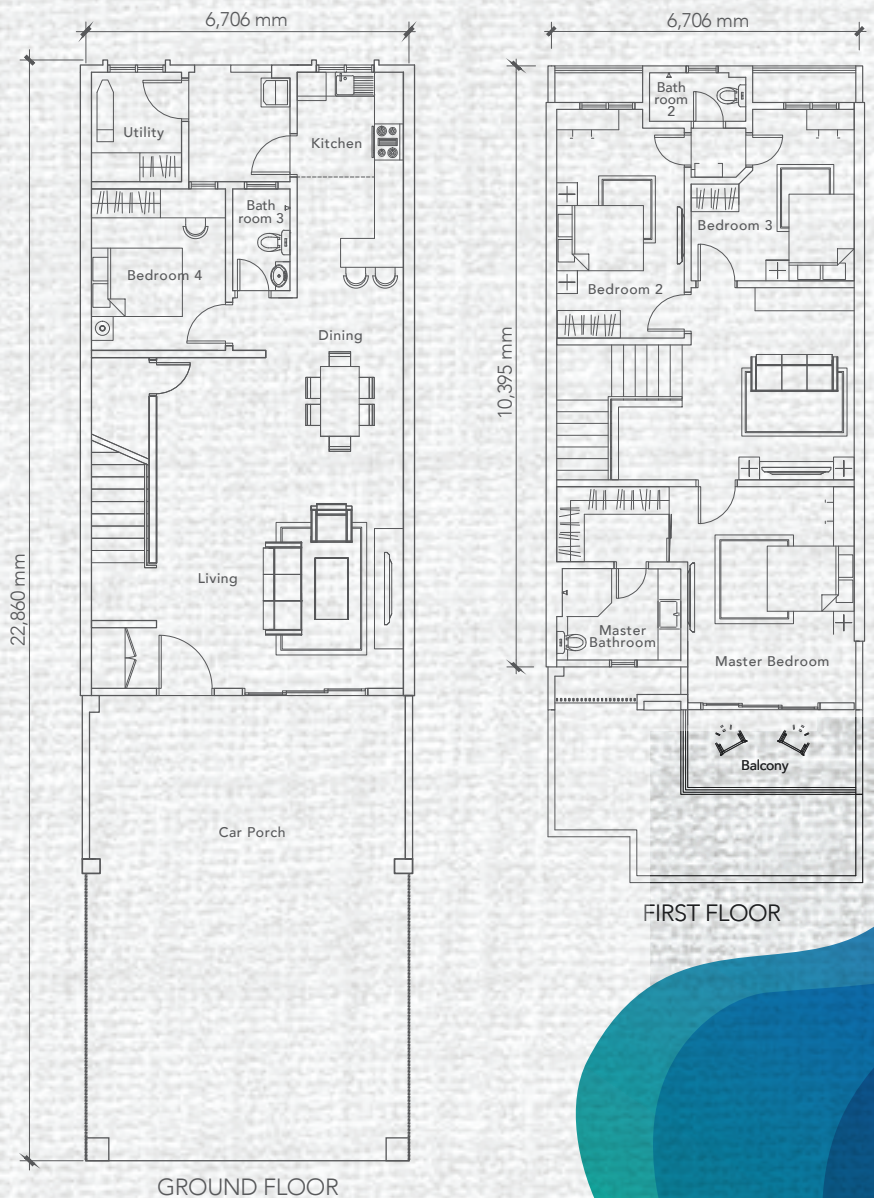 6,706 mm
22,860 mm
Utility
Kitchen
Bath
room 3
Bedroom 4
Dining
Living
Car Porch
GROUND FLOOR
6,706 mm
10,395 mm
Bath
room
2
Bedroom 3
Bedroom 2
Master
Bathroom
Master Bedroom
Balcony
FIRST FLOOR